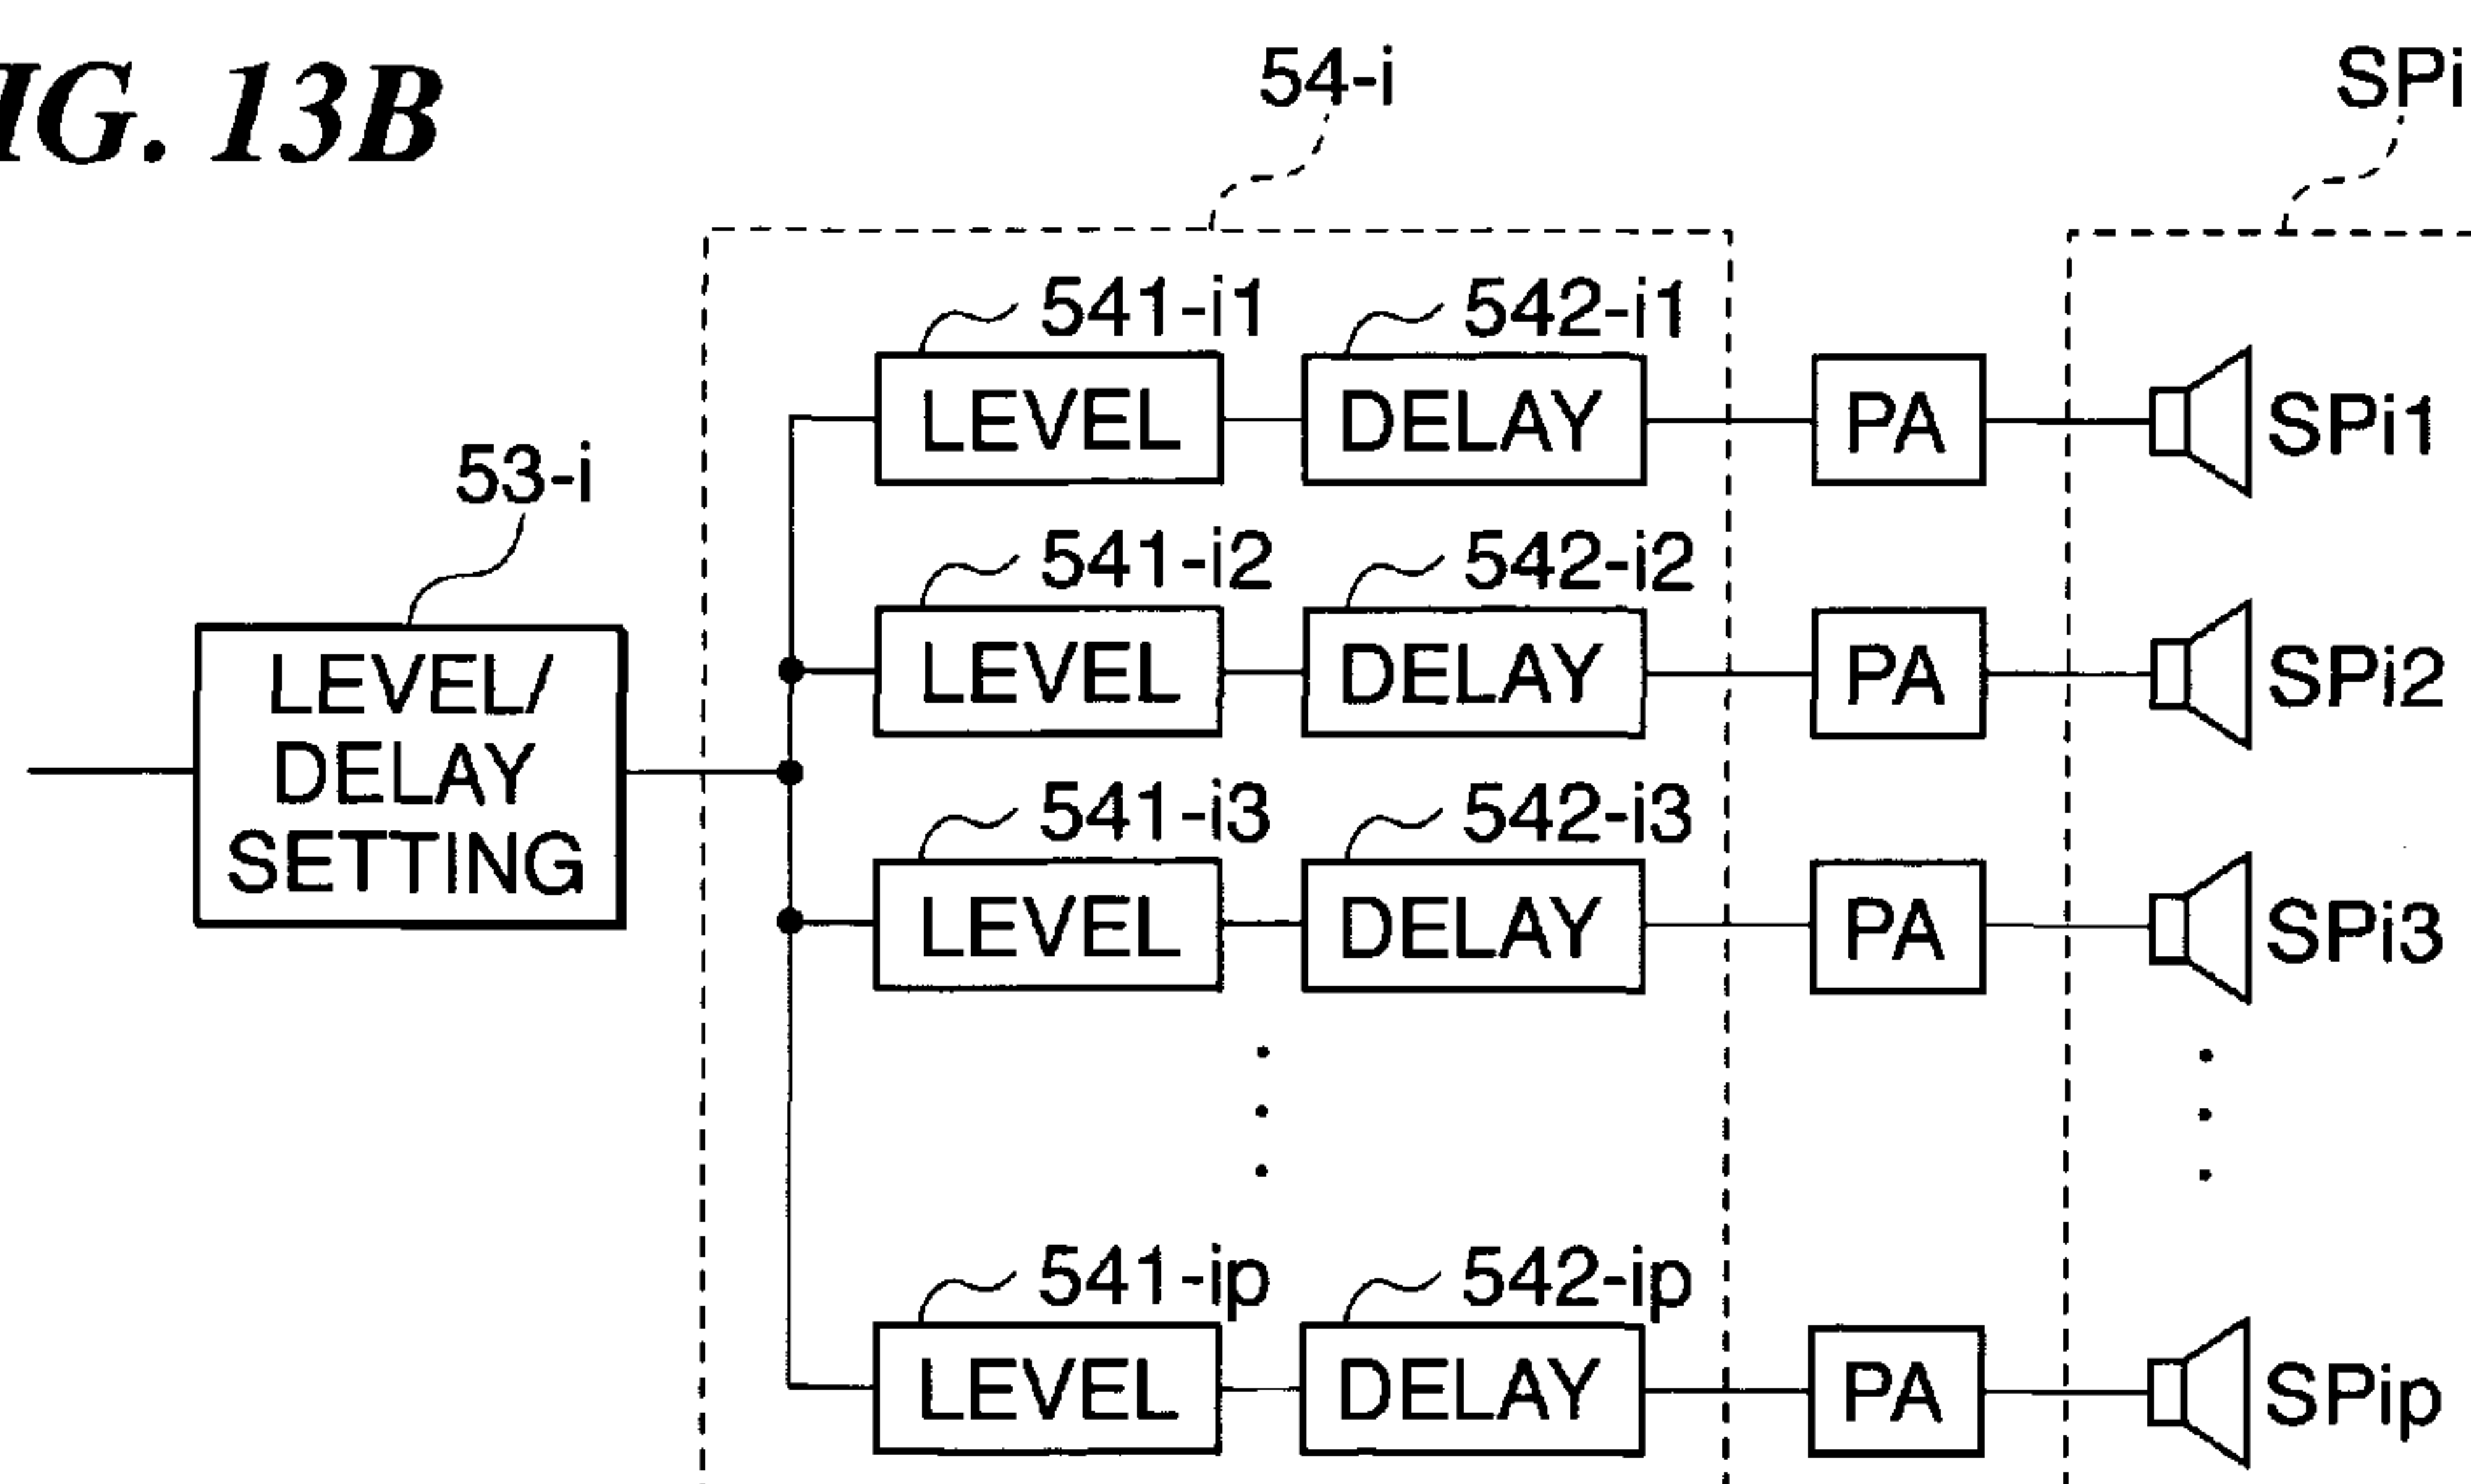 IG. 13B
54-i
SPi
541-i1
542-i1
LEVEL
DELAY
PA
SPi1
53-i
541-i2
542-i2
LEVEL
DELAY
PA
SPi2
LEVEL/
DELAY
SETTING
541-i3
542-i3
LEVEL
DELAY
PA
SPi3
541-ip
542-ip
LEVEL
DELAY
PA
SPip